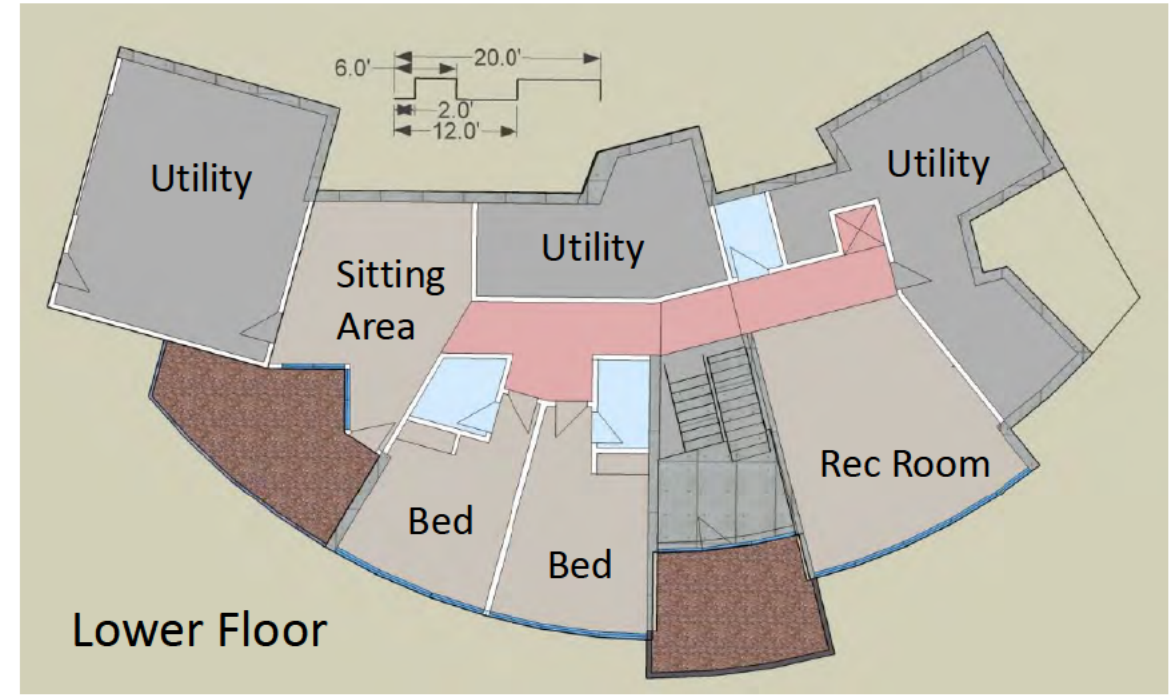 20.0'
6.0'
2.0'
12.0'
Utility
Utility
Utility
Sitting
Area
Rec Room
Bed
Bed
Lower Floor